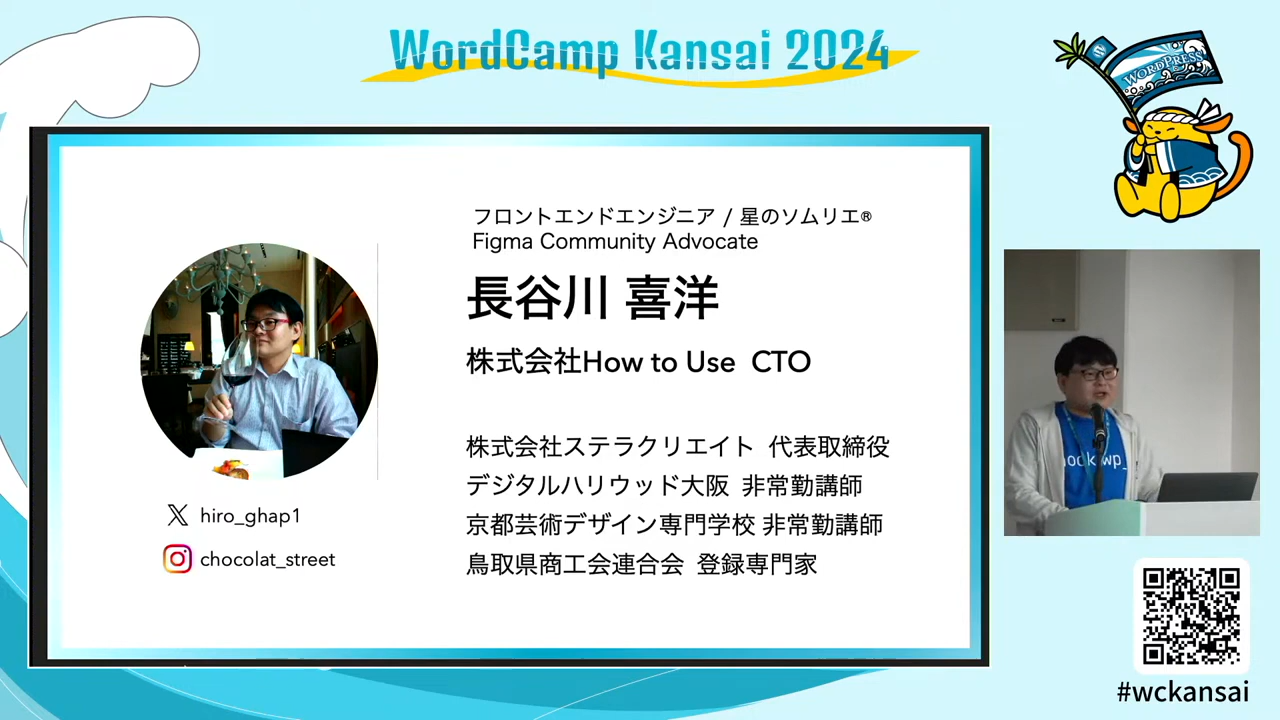 WordCamp Kansai 2024
WORDPRESS
フロントエンドエンジニア / 星のソムリエ®
Figma Community Advocate
長谷川 喜洋
株式会社How to Use CTO
株式会社ステラクリエイト 代表取締役
デジタルハリウッド大阪 非常勤講師
京都芸術デザイン専門学校 非常勤講師
鳥取県商工会連合会 登録専門家
hiro_ghap1
chocolat_street
wp_
#wckansai